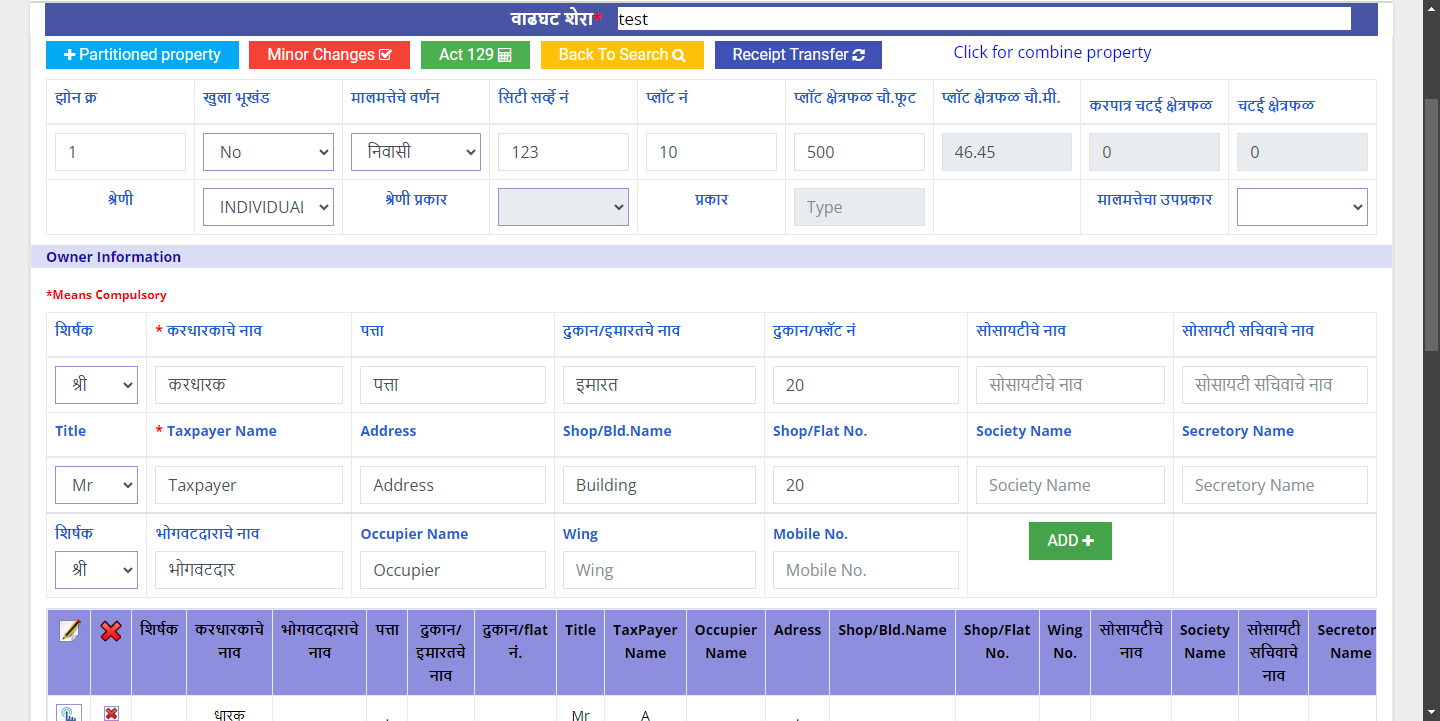 वाढघट शेरा* test
Partitioned property Minor Changes Act 129 Back To Search Receipt Transfer Click for combine property
झोन क्र खुला भूखंड मालमत्तेचे वर्णन सिटी सर्व्हे नं प्लॉट नं प्लॉट क्षेत्रफळ चौ.फूट प्लॉट क्षेत्रफळ चौ.मी. करपात्र चटई क्षेत्रफळ चटई क्षेत्रफळ
1 No निवासी 123 10 500 46.45 0 0
श्रेणी INDIVIDUAL श्रेणी प्रकार प्रकार Type मालमत्तेचा उपप्रकार
Owner Information
*Means Compulsory
शिर्षक * करधारकाचे नाव पत्ता दुकान/इमारतचे नाव दुकान/फ्लॅट नं सोसायटीचे नाव सोसायटी सचिवाचे नाव
श्री करधारक पत्ता इमारत 20 सोसायटीचे नाव सोसायटी सचिवाचे नाव
Title * Taxpayer Name Address Shop/Bld.Name Shop/Flat No. Society Name Secretory Name
Mr Taxpayer Address Building 20 Society Name Secretory Name
शिर्षक भोगवटदाराचे नाव Occupier Name Wing Mobile No. ADD
श्री भोगवटदार Occupier Wing Mobile No.
शिर्षक करधारकाचे भोगवटदाराचे पत्ता दुकान/ दुकान/flat Title TaxPayer Occupier Adress Shop/Bld.Name Shop/Flat Wing सोसायटीचे Society सोसायटी Secretor
नाव नाव इमारतचे नं. Name Name No. No. नाव Name सचिवाचे Name
नाव नाव
धारक Mr A